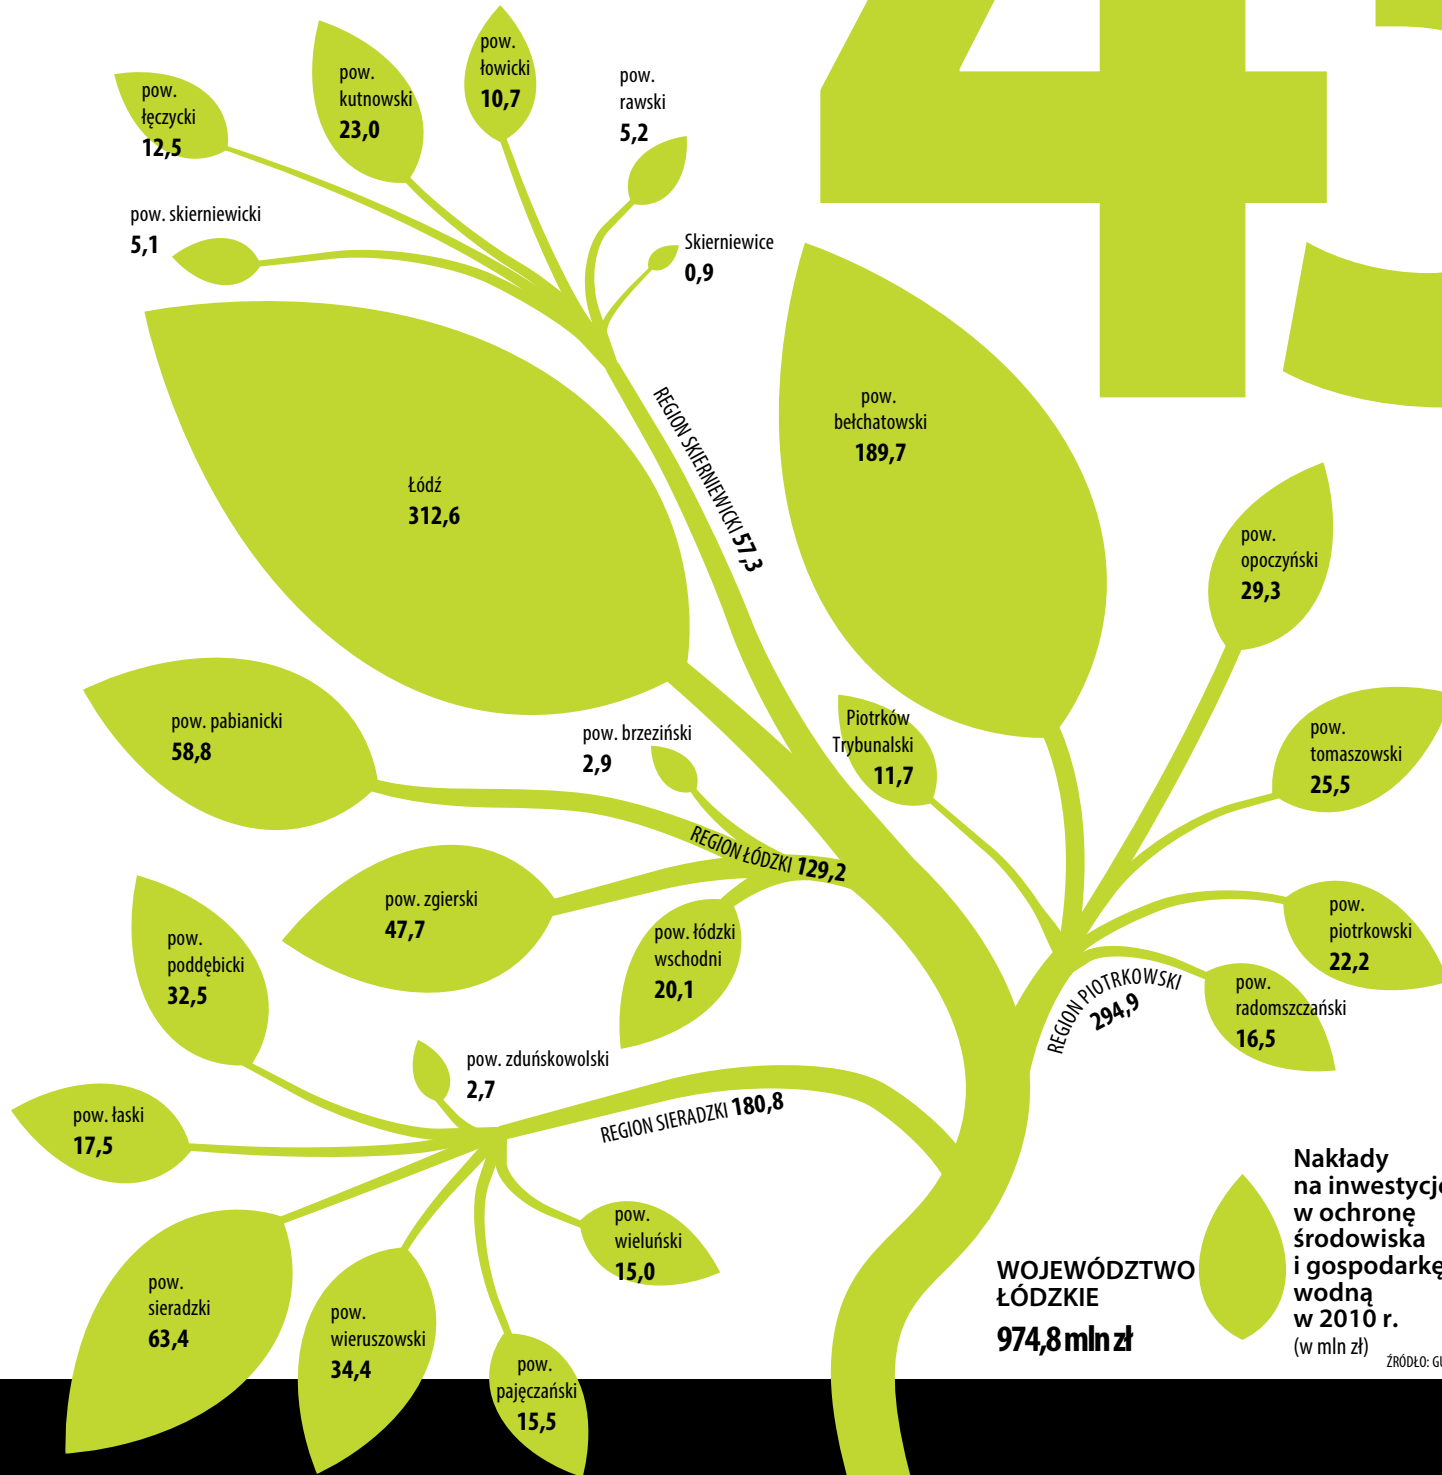 43
pow.
łęczycki
12,5
pow.
kutnowski
23,0
pow.
łowicki
10,7
pow.
rawski
5,2
pow. skierniewicki
5,1
Skierniewice
0,9
REGION SKIERNIEWICKI 57,3
Łódź
312,6
pow.
bełchatowski
189,7
pow.
opoczyński
29,3
pow. pabianicki
58,8
pow. brzeziński
2,9
Piotrków
Trybunalski
11,7
pow.
tomaszowski
25,5
REGION ŁÓDZKI 129,2
pow. zgierski
47,7
pow. łódzki
wschodni
20,1
pow.
piotrkowski
22,2
pow.
radomszczański
16,5
REGION PIOTRKOWSKI
294,9
pow.
poddębicki
32,5
pow. zduńskowolski
2,7
pow. łaski
17,5
REGION SIERADZKI 180,8
pow.
wieluński
15,0
pow.
sieradzki
63,4
pow.
wieruszowski
34,4
pow.
pajęczański
15,5
WOJEWÓDZTWO
ŁÓDZKIE
974,8 mln zł
Nakłady
na inwestycje
w ochronę
środowiska
i gospodarkę
wodną
w 2010 r.
(w mln zł)
ŹRÓDŁO: GU